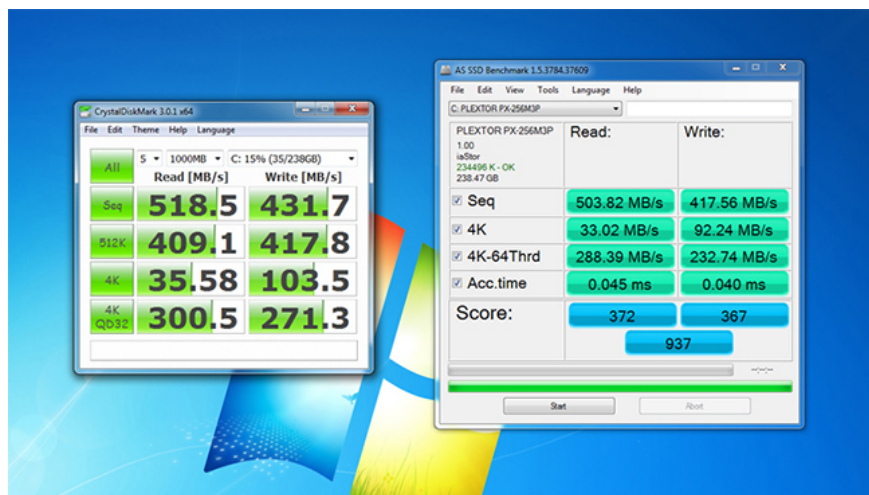 CrystalDiskMark 3.0.1 x64
File Edit Theme Help Language
All
5 1000MB C: 15% (35/238GB)
Read [MB/s] Write [MB/s]
Seq 518.5 431.7
512K 409.1 417.8
4K 35.58 103.5
4K QD32 300.5 271.3
AS SSD Benchmark 1.5.3784.37609
File Edit View Tools Language Help
C: PLEXTOR PX-256M3P
PLEXTOR PX-256M3P Read: Write:
1.00
iaStor
234496 K - OK
238.47 GB
Seq 503.82 MB/s 417.56 MB/s
4K 33.02 MB/s 92.24 MB/s
4K-64Thrd 288.39 MB/s 232.74 MB/s
Acc.time 0.045 ms 0.040 ms
Score: 372 367
937
--:--:--
Start Abort